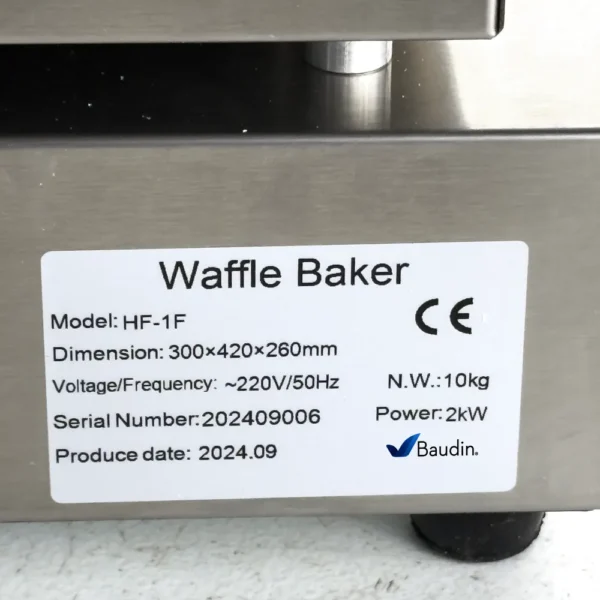 Waffle Baker
Model: HF-1F
CE
Dimension: 300×420×260mm
Voltage/Frequency: ~220V/50Hz N.W.:10kg
Serial Number: 202409006 Power: 2kW
Produce date: 2024.09 Baudin®